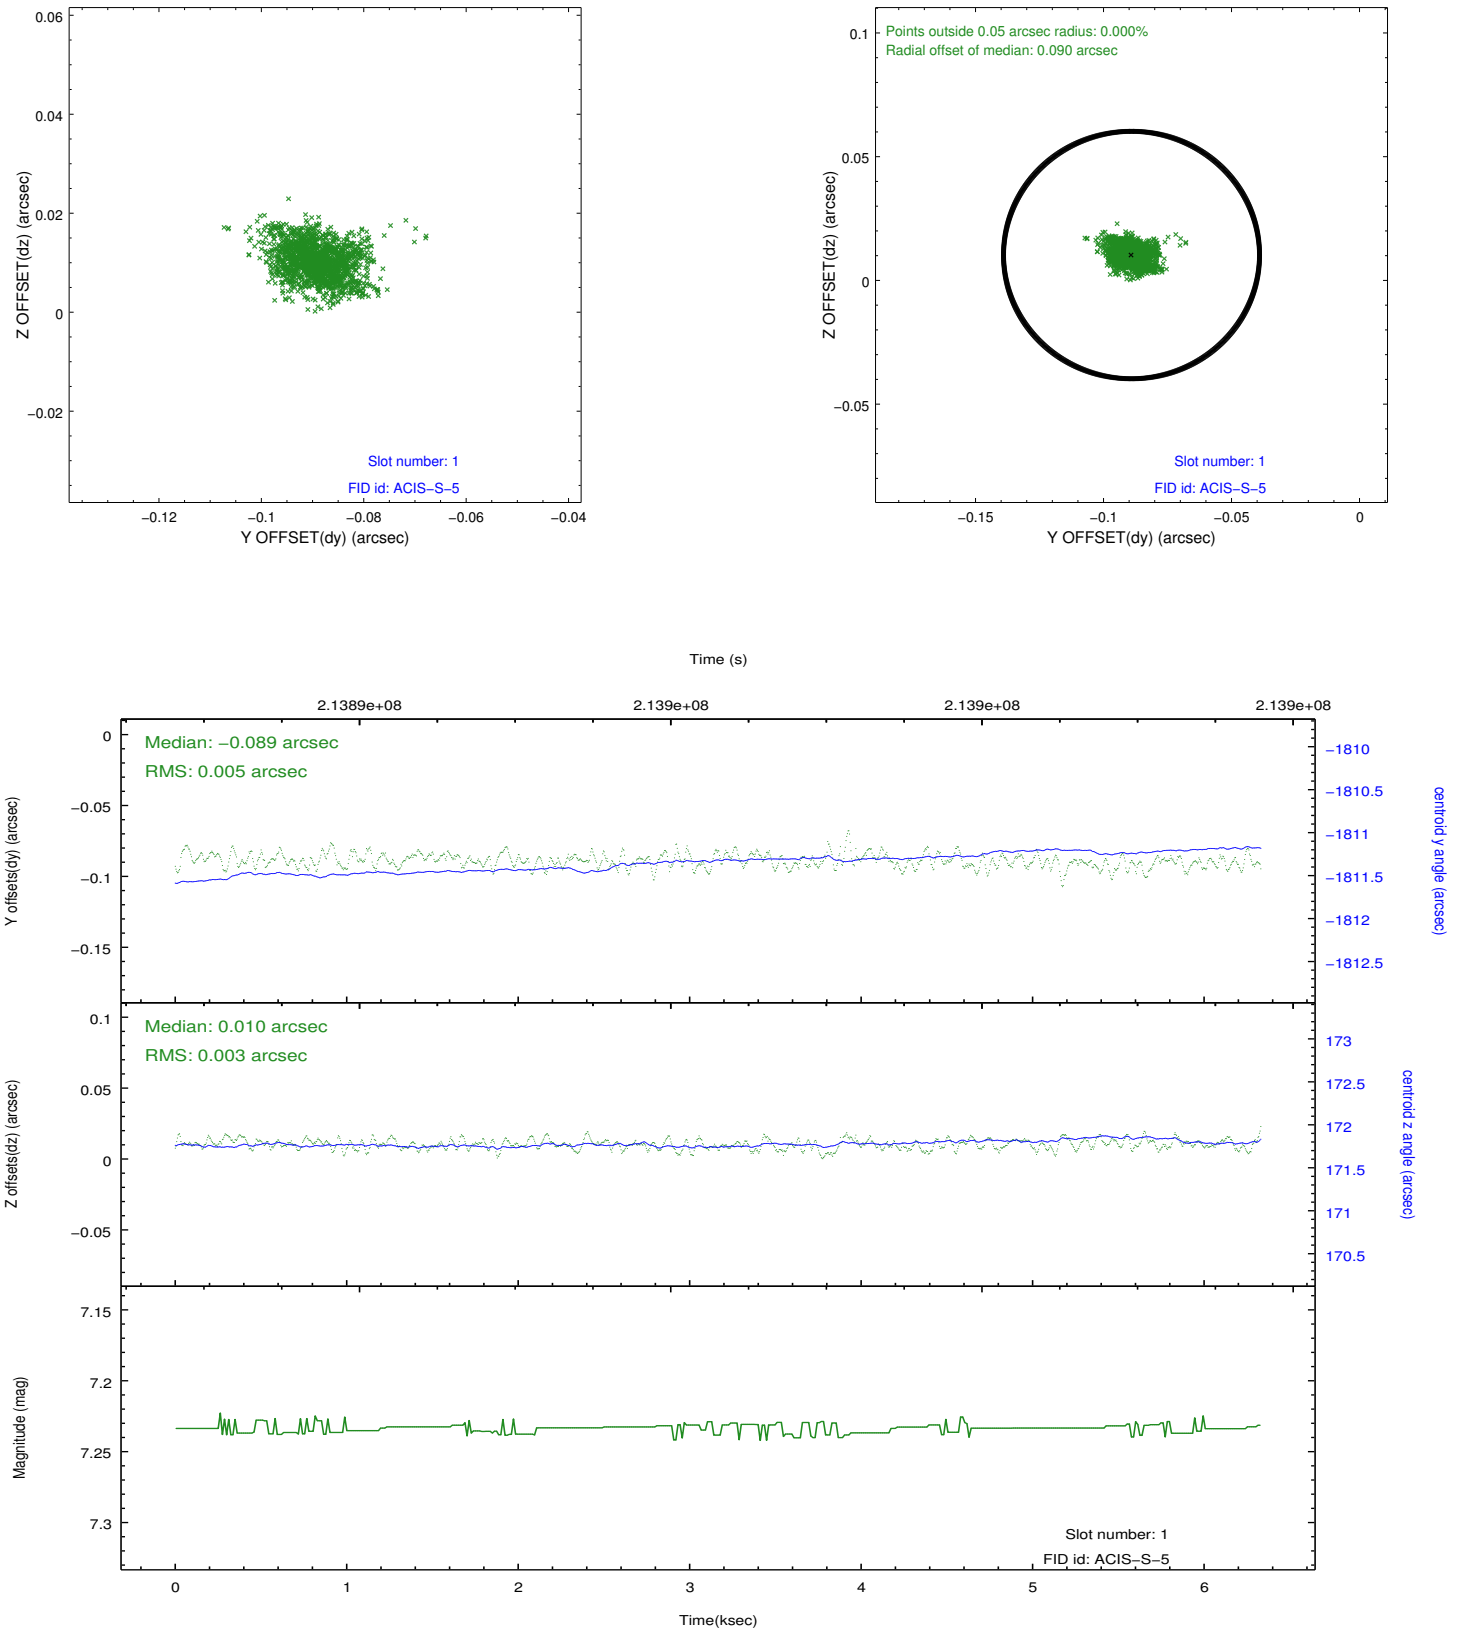 0.06
0.04
0.02
0
−0.02
Z OFFSET(dz) (arcsec)
Slot number: 1
FID id: ACIS−S−5
−0.12
−0.1
−0.08
−0.06
−0.04
Y OFFSET(dy) (arcsec)
Points outside 0.05 arcsec radius: 0.000%
Radial offset of median: 0.090 arcsec
0.1
0.05
0
−0.05
Z OFFSET(dz) (arcsec)
Slot number: 1
FID id: ACIS−S−5
−0.15
−0.1
−0.05
0
Y OFFSET(dy) (arcsec)
Time (s)
2.1389e+08
2.139e+08
2.139e+08
2.139e+08
Median: −0.089 arcsec
RMS: 0.005 arcsec
0
−0.05
−0.1
−0.15
Y offsets(dy) (arcsec)
−1810
−1810.5
−1811
−1811.5
−1812
−1812.5
centroid y angle (arcsec)
Median: 0.010 arcsec
RMS: 0.003 arcsec
0.1
0.05
0
−0.05
Z offsets(dz) (arcsec)
173
172.5
172
171.5
171
170.5
centroid z angle (arcsec)
7.15
7.2
7.25
7.3
Magnitude (mag)
Slot number: 1
FID id: ACIS−S−5
0
1
2
3
4
5
6
Time(ksec)